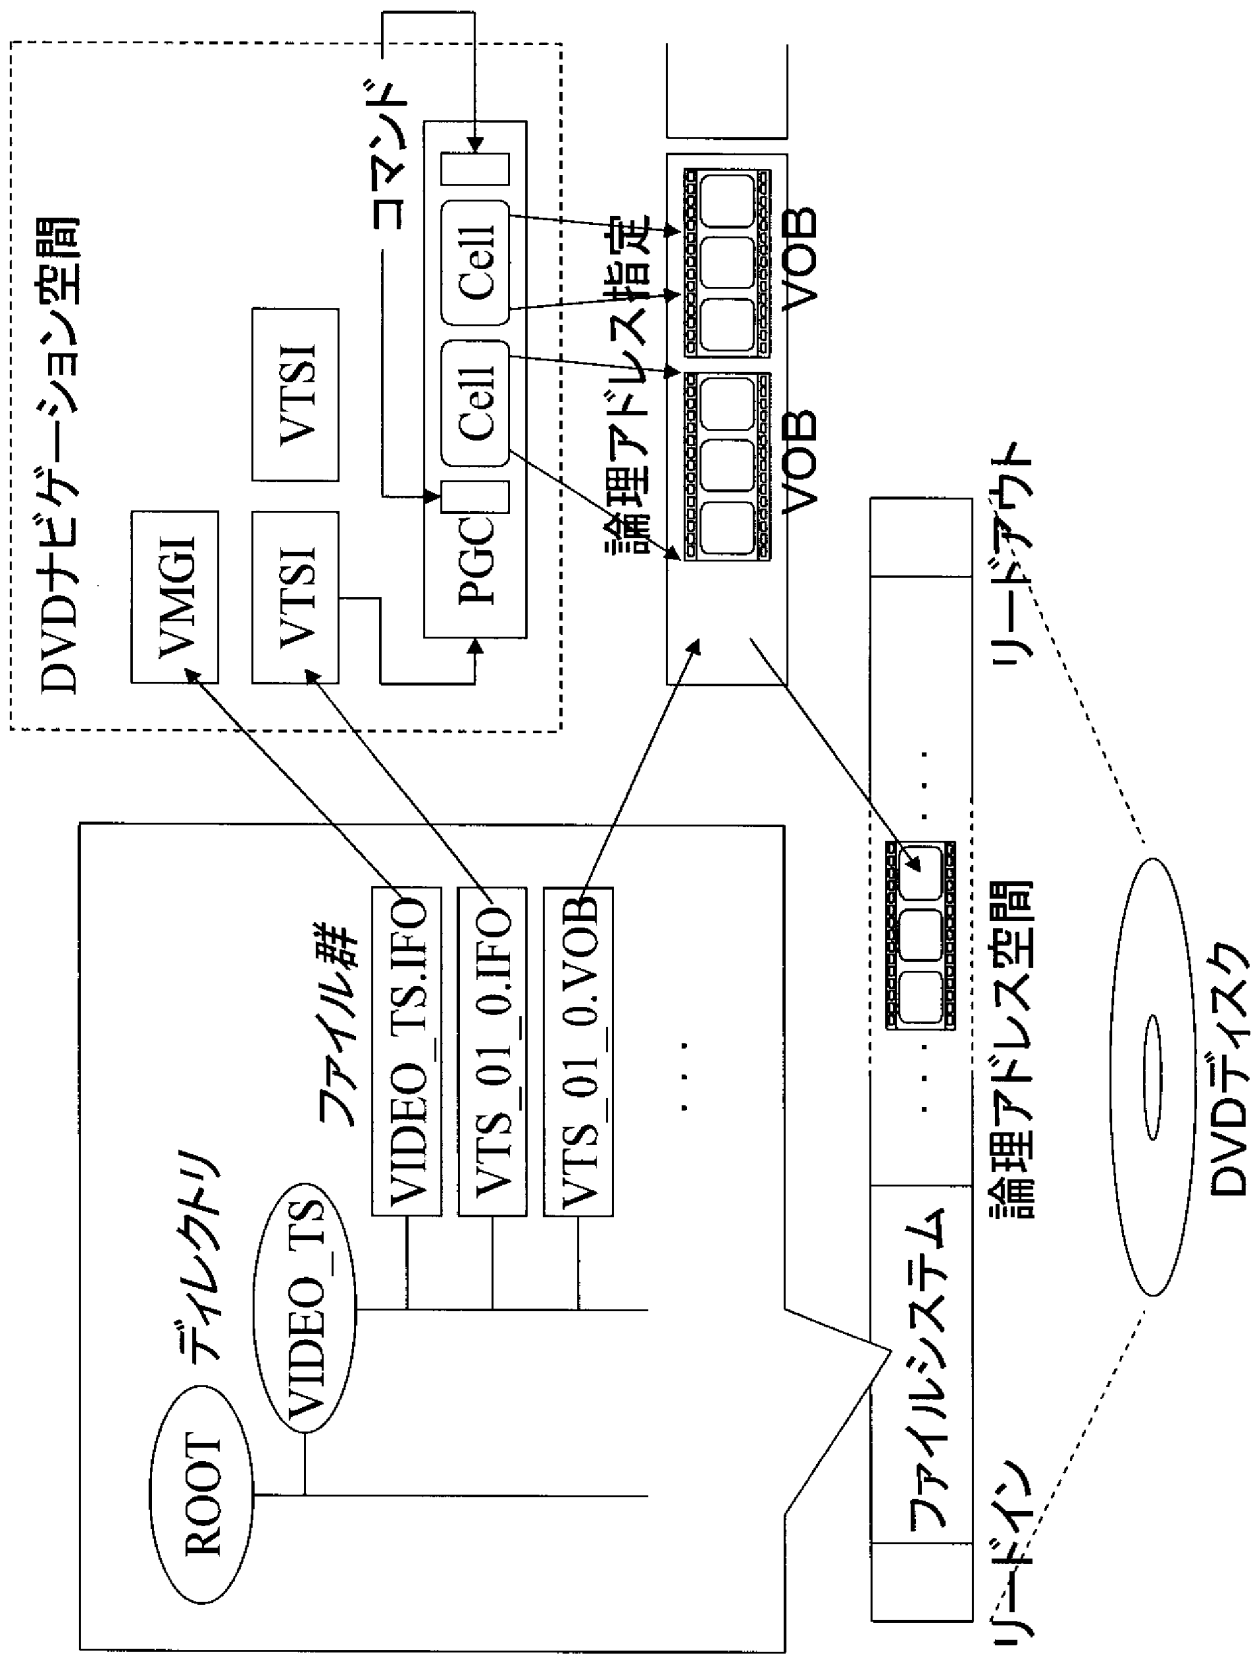 DVDナビゲーション空間
VMGI
VTSI
VTSI
コマンド
PGC
Cell
Cell
論理アドレス指定
VOB
VOB
ディレクトリ
ROOT
VIDEO_TS
ファイル群
VIDEO_TS.IFO
VTS_01_0.IFO
VTS_01_0.VOB
. . .
ファイルシステム
. . .
. . .
リードイン
論理アドレス空間
リードアウト
DVDディスク